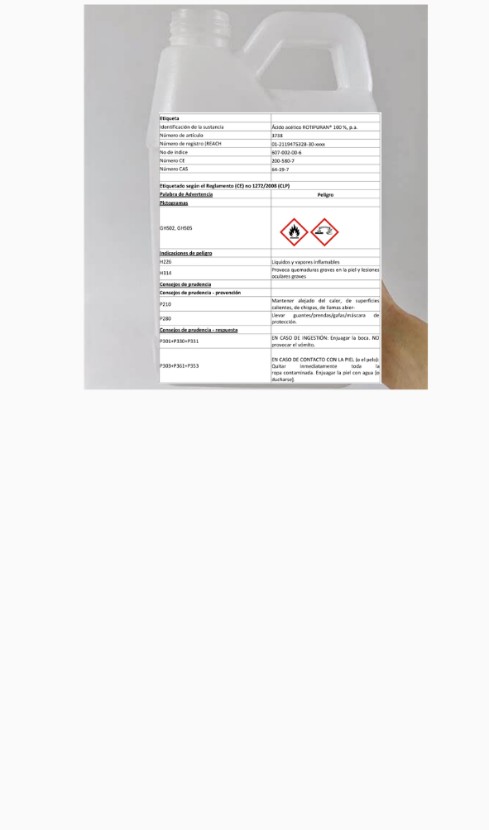 Etiqueta
Identificación de la sustancia Ácido acético ROTIPURAN® 100 %, p.a.
Número de artículo 3738
Número de registro (REACH 01-2119475328-30-xxxx
No de índice 607-002-00-6
Número CE 200-580-7
Número CAS 64-19-7
Etiquetado según el Reglamento (CE) no 1272/2008 (CLP)
Palabra de Advertencia Peligro
Pictogramas
GHS02, GHS05
Indicaciones de peligro
H226 Líquidos y vapores inflamables
H314 Provoca quemaduras graves en la piel y lesiones
oculares graves
Consejos de prudencia
Consejos de prudencia - prevención
P210 Mantener alejado del calor, de superficies
calientes, de chispas, de llamas
P280 Llevar guantes/prendas/gafas/máscara de
protección.
Consejos de prudencia - respuesta
P301+P330+P331 EN CASO DE INGESTIÓN: Enjuagar la boca. NO
provocar el vómito.
P303+P361+P353 EN CASO DE CONTACTO CON LA PIEL (o el pelo):
Quitar inmediatamente toda la
ropa contaminada. Enjuagar la piel con agua [o
ducharse].